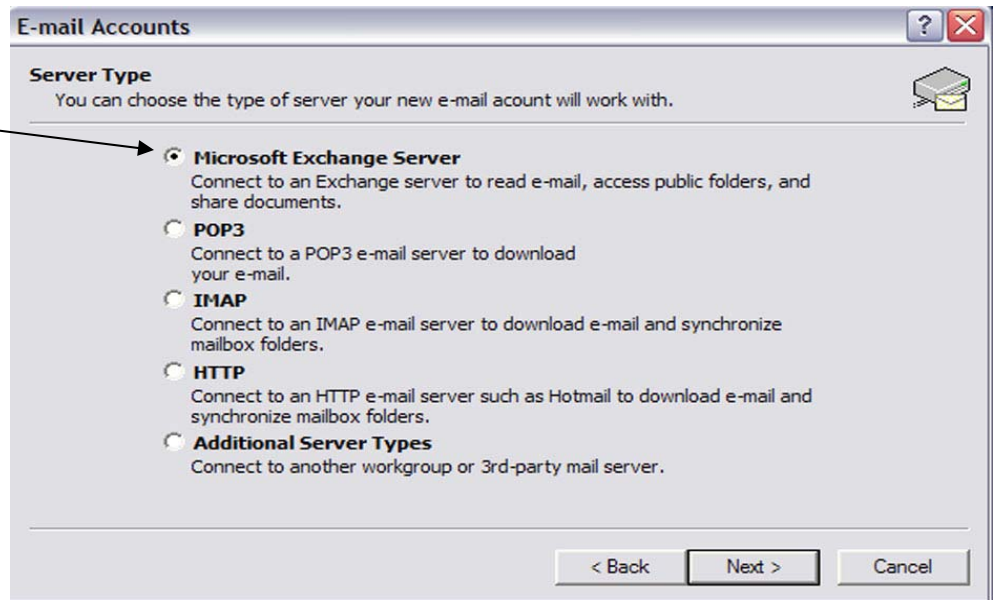 E-mail Accounts
Server Type
You can choose the type of server your new e-mail acount will work with.
Microsoft Exchange Server
Connect to an Exchange server to read e-mail, access public folders, and
share documents.
POP3
Connect to a POP3 e-mail server to download
your e-mail.
IMAP
Connect to an IMAP e-mail server to download e-mail and synchronize
mailbox folders.
HTTP
Connect to an HTTP e-mail server such as Hotmail to download e-mail and
synchronize mailbox folders.
Additional Server Types
Connect to another workgroup or 3rd-party mail server.
< Back Next > Cancel